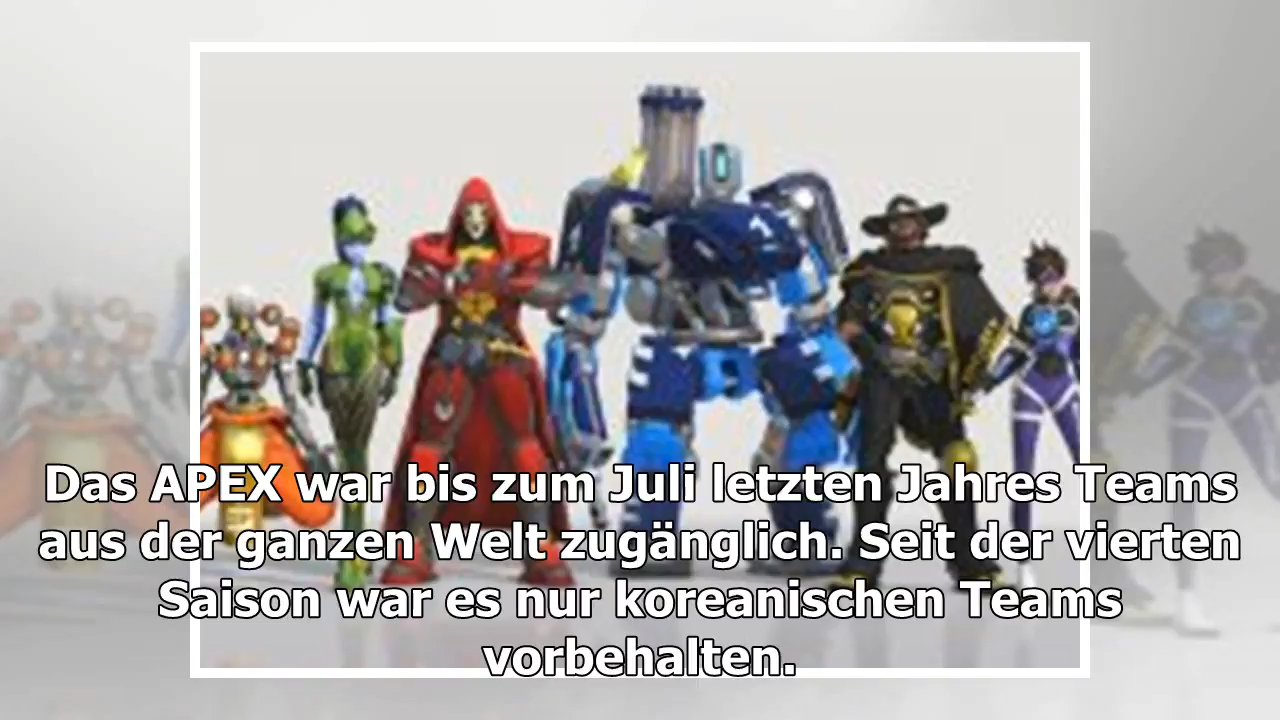 Das APEX war bis zum Juli letzten Jahres Teams
aus der ganzen Welt zugänglich. Seit der vierten
Saison war es nur koreanischen Teams
vorbehalten.